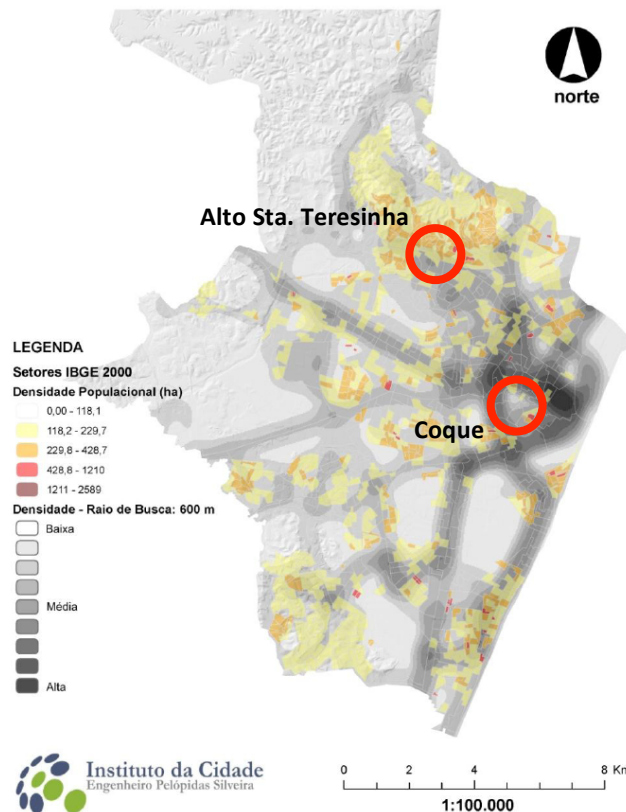 norte
Alto Sta. Teresinha
Coque
LEGENDA
Setores IBGE 2000
Densidade Populacional (ha)
0,00 - 118,1
118,2 - 229,7
229,8 - 428,7
428,8 - 1210
1211 - 2589
Densidade - Raio de Busca: 600 m
Baixa
Média
Alta
Instituto da Cidade
Engenheiro Pelópidas Silveira
0 2 4 8 Km
1:100.000